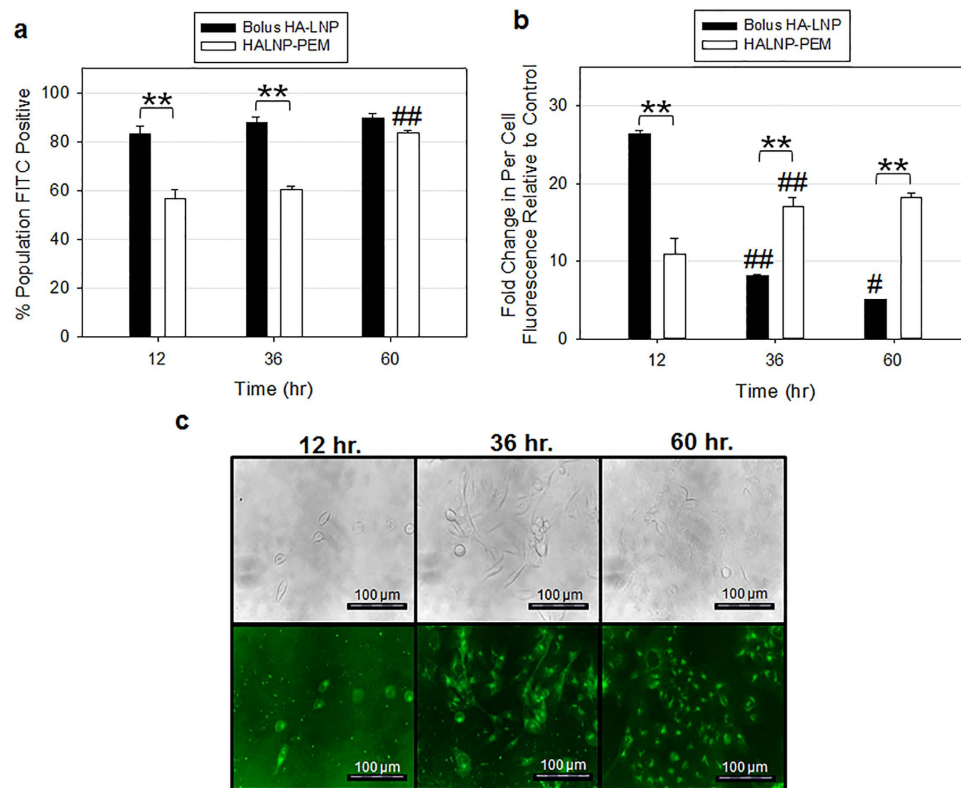 a
Bolus HA-LNP
HALNP-PEM
% Population FITC Positive
100
80
60
40
20
0
**
**
##
12
36
60
Time (hr)
b
Bolus HA-LNP
HALNP-PEM
Fold Change in Per Cell
Fluorescence Relative to Control
30
20
10
0
**
**
##
##
**
#
12
36
60
Time (hr)
c
12 hr.
36 hr.
60 hr.
100 µm
100 µm
100 µm
100 µm
100 µm
100 µm